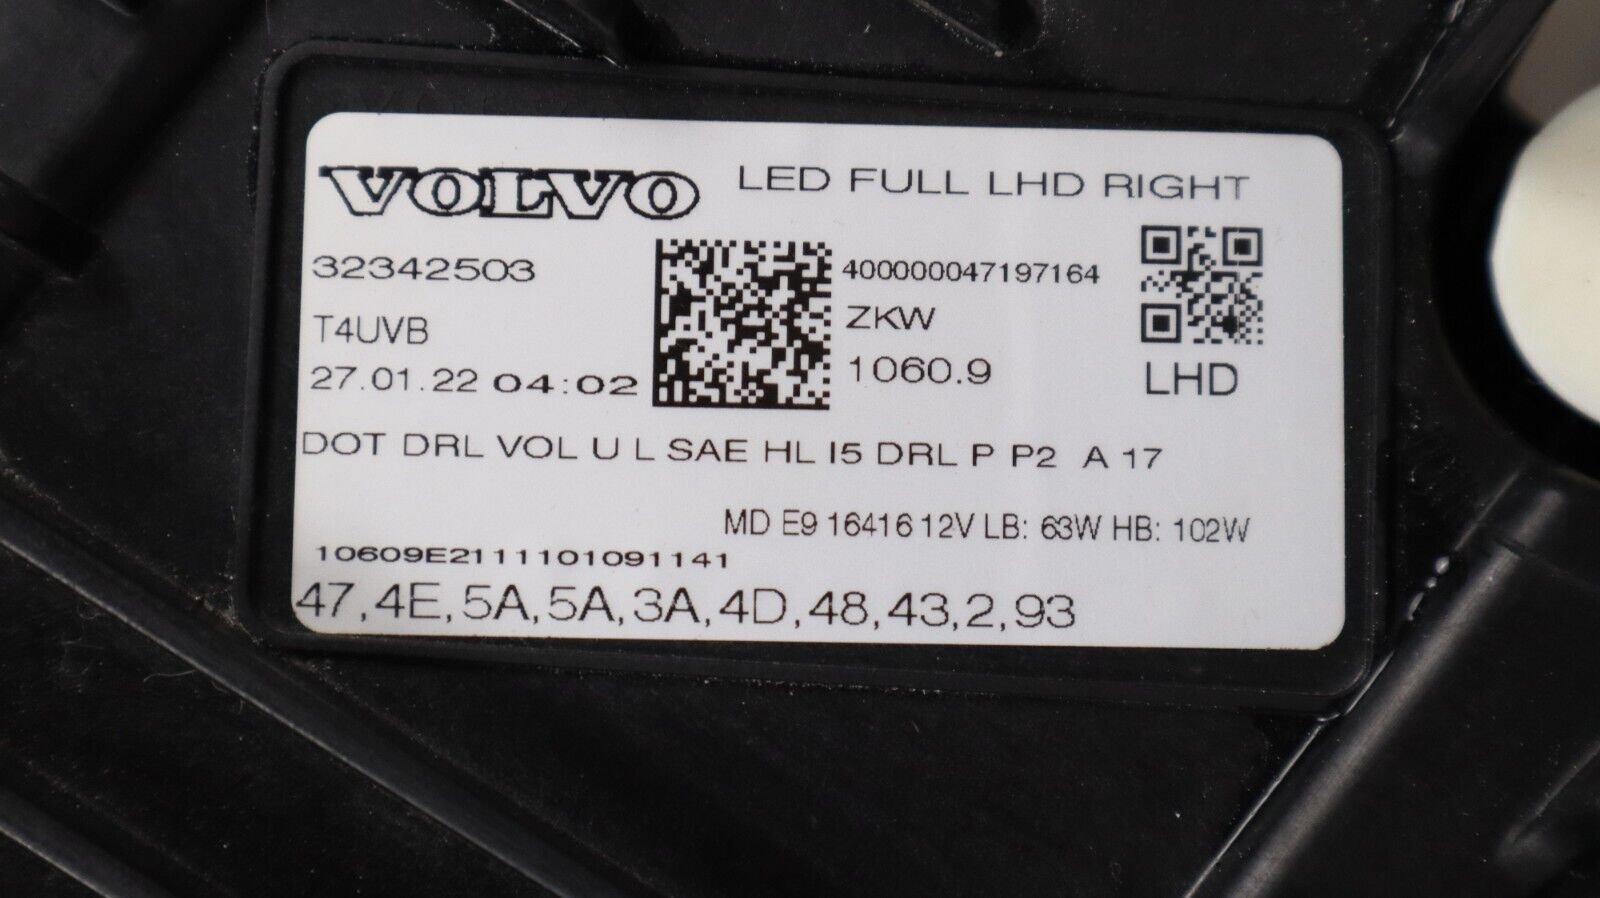 VOLVO LED FULL LHD RIGHT
32342503
400000047197164
T4UVB
ZKW
27.01.22 04:02
1060.9
LHD
DOT DRL VOL U L SAE HL I5 DRL P P2 A 17
MD E9 16416 12V LB: 63W HB: 102W
10609E2111101091141
47,4E,5A,5A,3A,4D,48,43,2,93